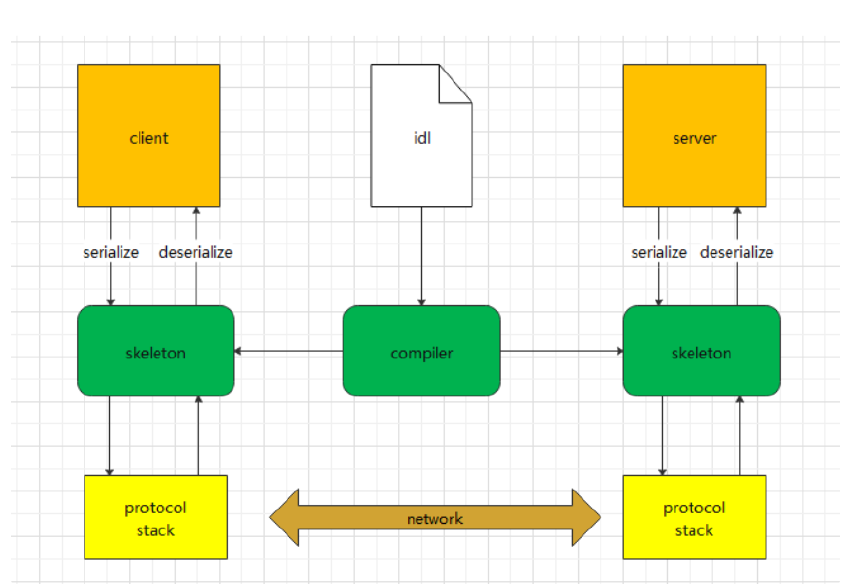 client
idl
server
serialize
deserialize
serialize
deserialize
skeleton
compiler
skeleton
protocol
stack
network
protocol
stack